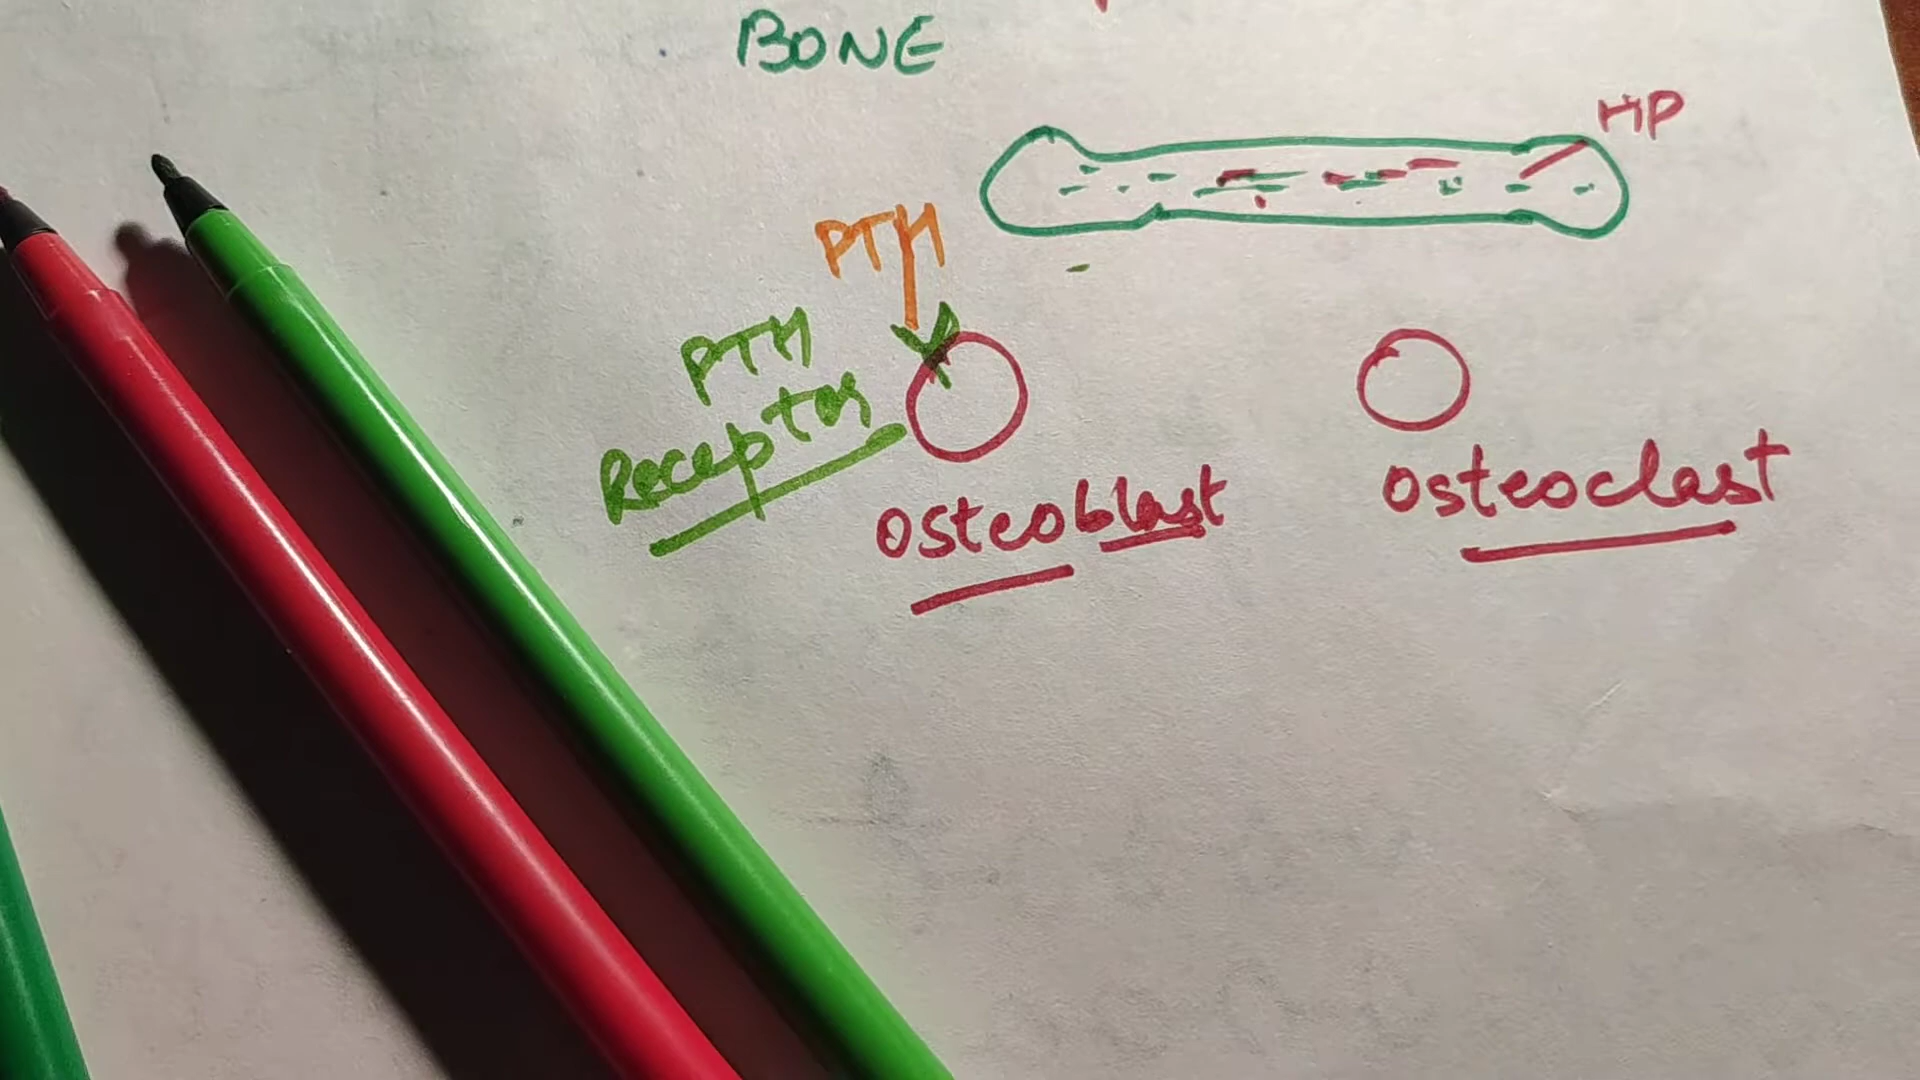 BONE
HP
PTH
PTH
Receptor
Osteoblast
Osteoclast